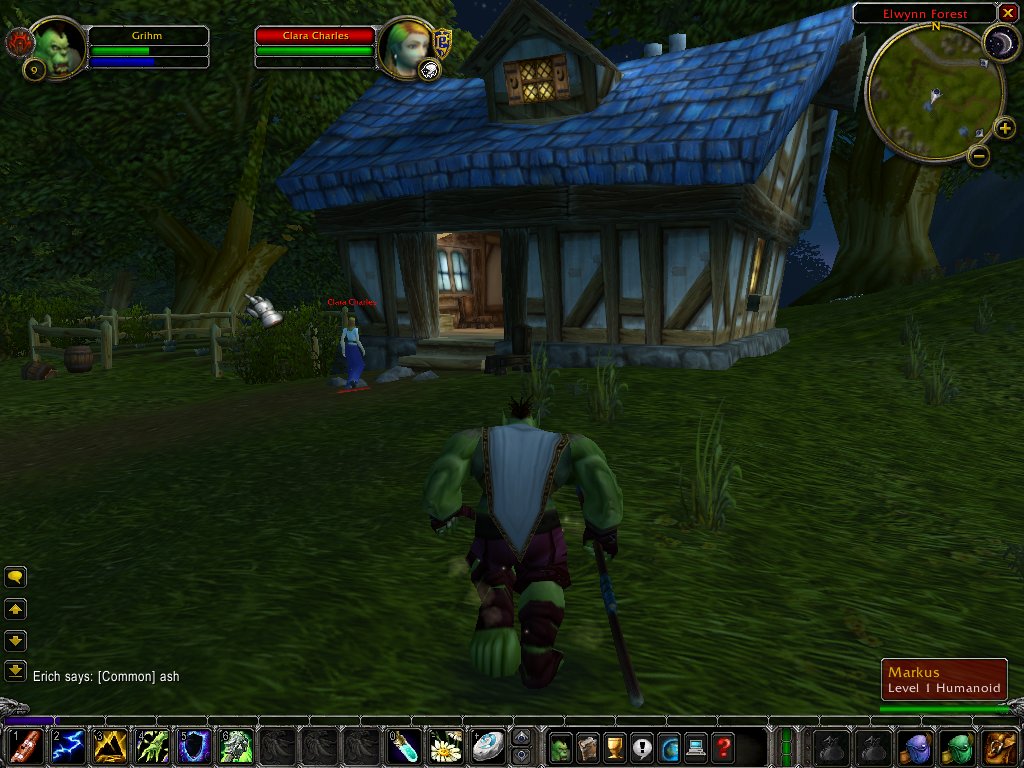 Grihm
9
Clara Charles
Elwynn Forest
N
Clara Charles
Erich says: [Common] ash
Markus
Level 1 Humanoid
1 2 3 4 5 6